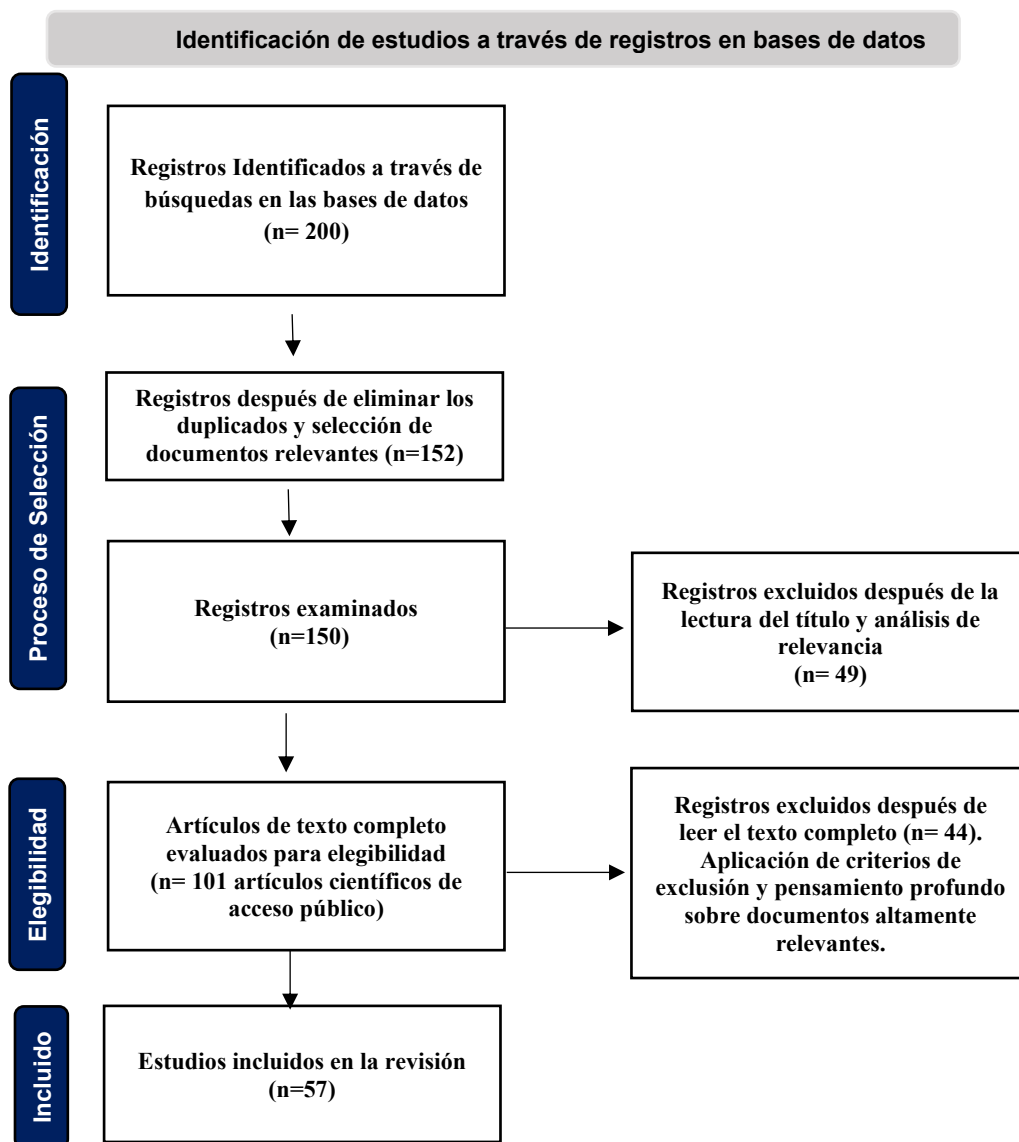 Identificación de estudios a través de registros en bases de datos
Identificación
Registros Identificados a través de
búsquedas en las bases de datos
(n= 200)
Proceso de Selección
Registros después de eliminar los
duplicados y selección de
documentos relevantes (n=152)
Registros examinados
(n=150)
Registros excluidos después de la
lectura del título y análisis de
relevancia
(n= 49)
Elegibilidad
Artículos de texto completo
evaluados para elegibilidad
(n= 101 artículos científicos de
acceso público)
Registros excluidos después de
leer el texto completo (n= 44).
Aplicación de criterios de
exclusión y pensamiento profundo
sobre documentos altamente
relevantes.
Incluido
Estudios incluidos en la revisión
(n=57)